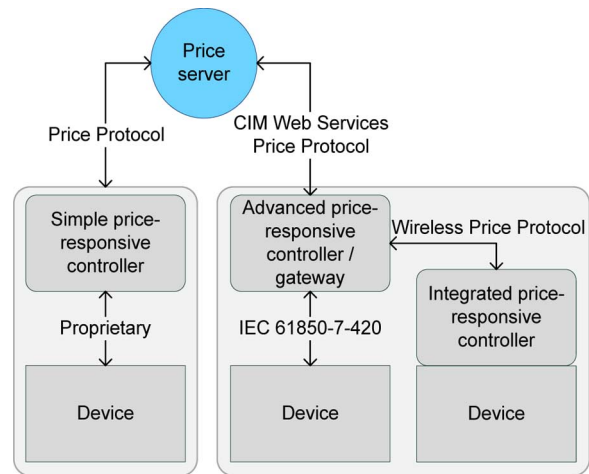 Price
server
Price Protocol
CIM Web Services
Price Protocol
Simple price-
responsive
controller
Advanced price-
responsive
controller /
gateway
Wireless Price Protocol
Integrated price-
responsive
controller
Proprietary
IEC 61850-7-420
Device
Device
Device